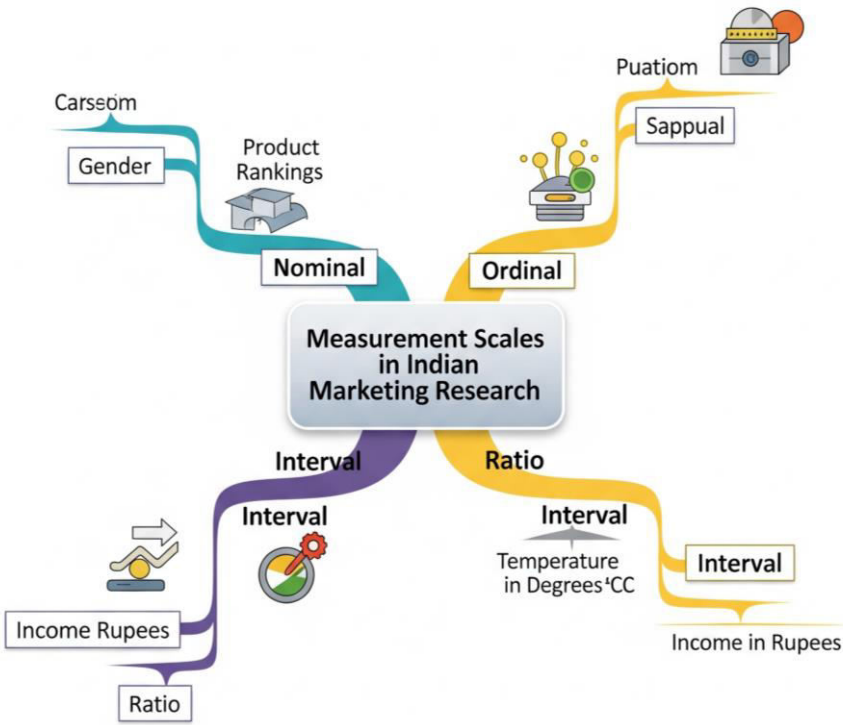 Puatiom
Carseom
Sappual
Product
Rankings
Gender
Nominal
Ordinal
Measurement Scales
in Indian
Marketing Research
Interval
Ratio
Interval
Interval
Temperature
in Degrees 'CC
Interval
Income Rupees
Income in Rupees
Ratio